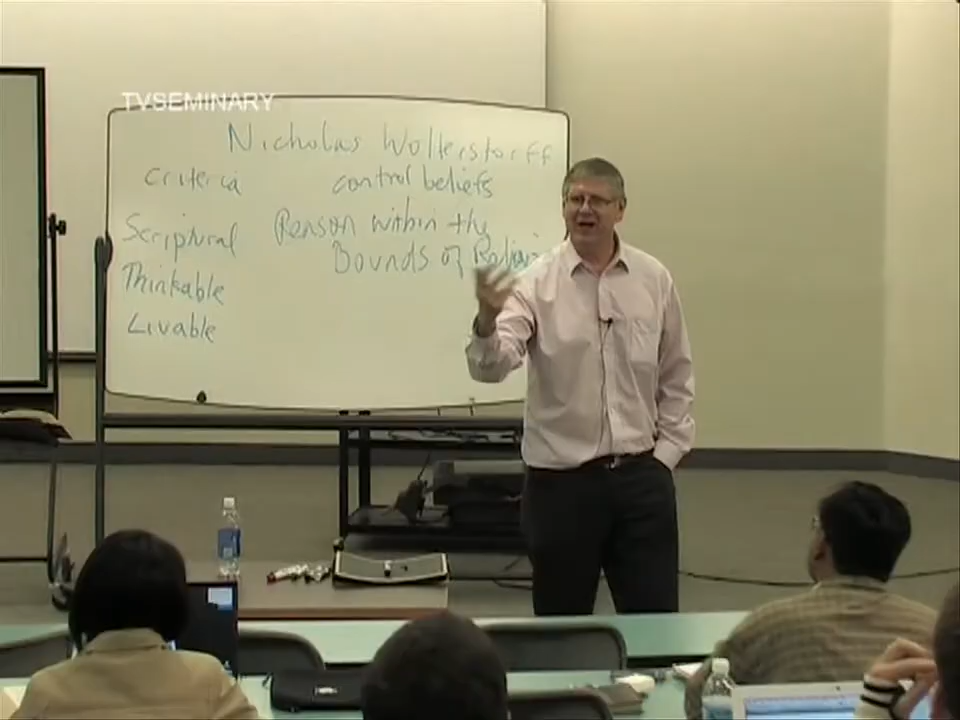 TVSEMINARY
Nicholas Wolterstorff
criteria
control beliefs
Scriptural
Reason within the
Bounds of
Thinkable
Livable